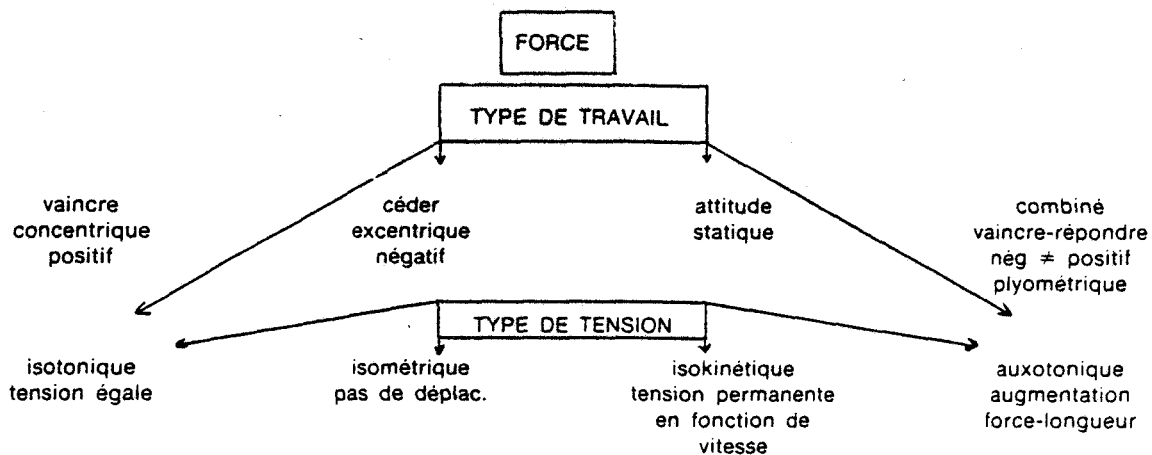 FORCE
TYPE DE TRAVAIL
vaincre
concentrique
positif
céder
excentrique
négatif
attitude
statique
combiné
vaincre-répondre
nég ≠ positif
plyométrique
TYPE DE TENSION
isotonique
tension égale
isométrique
pas de déplac.
isokinétique
tension permanente
en fonction de
vitesse
auxotonique
augmentation
force-longueur